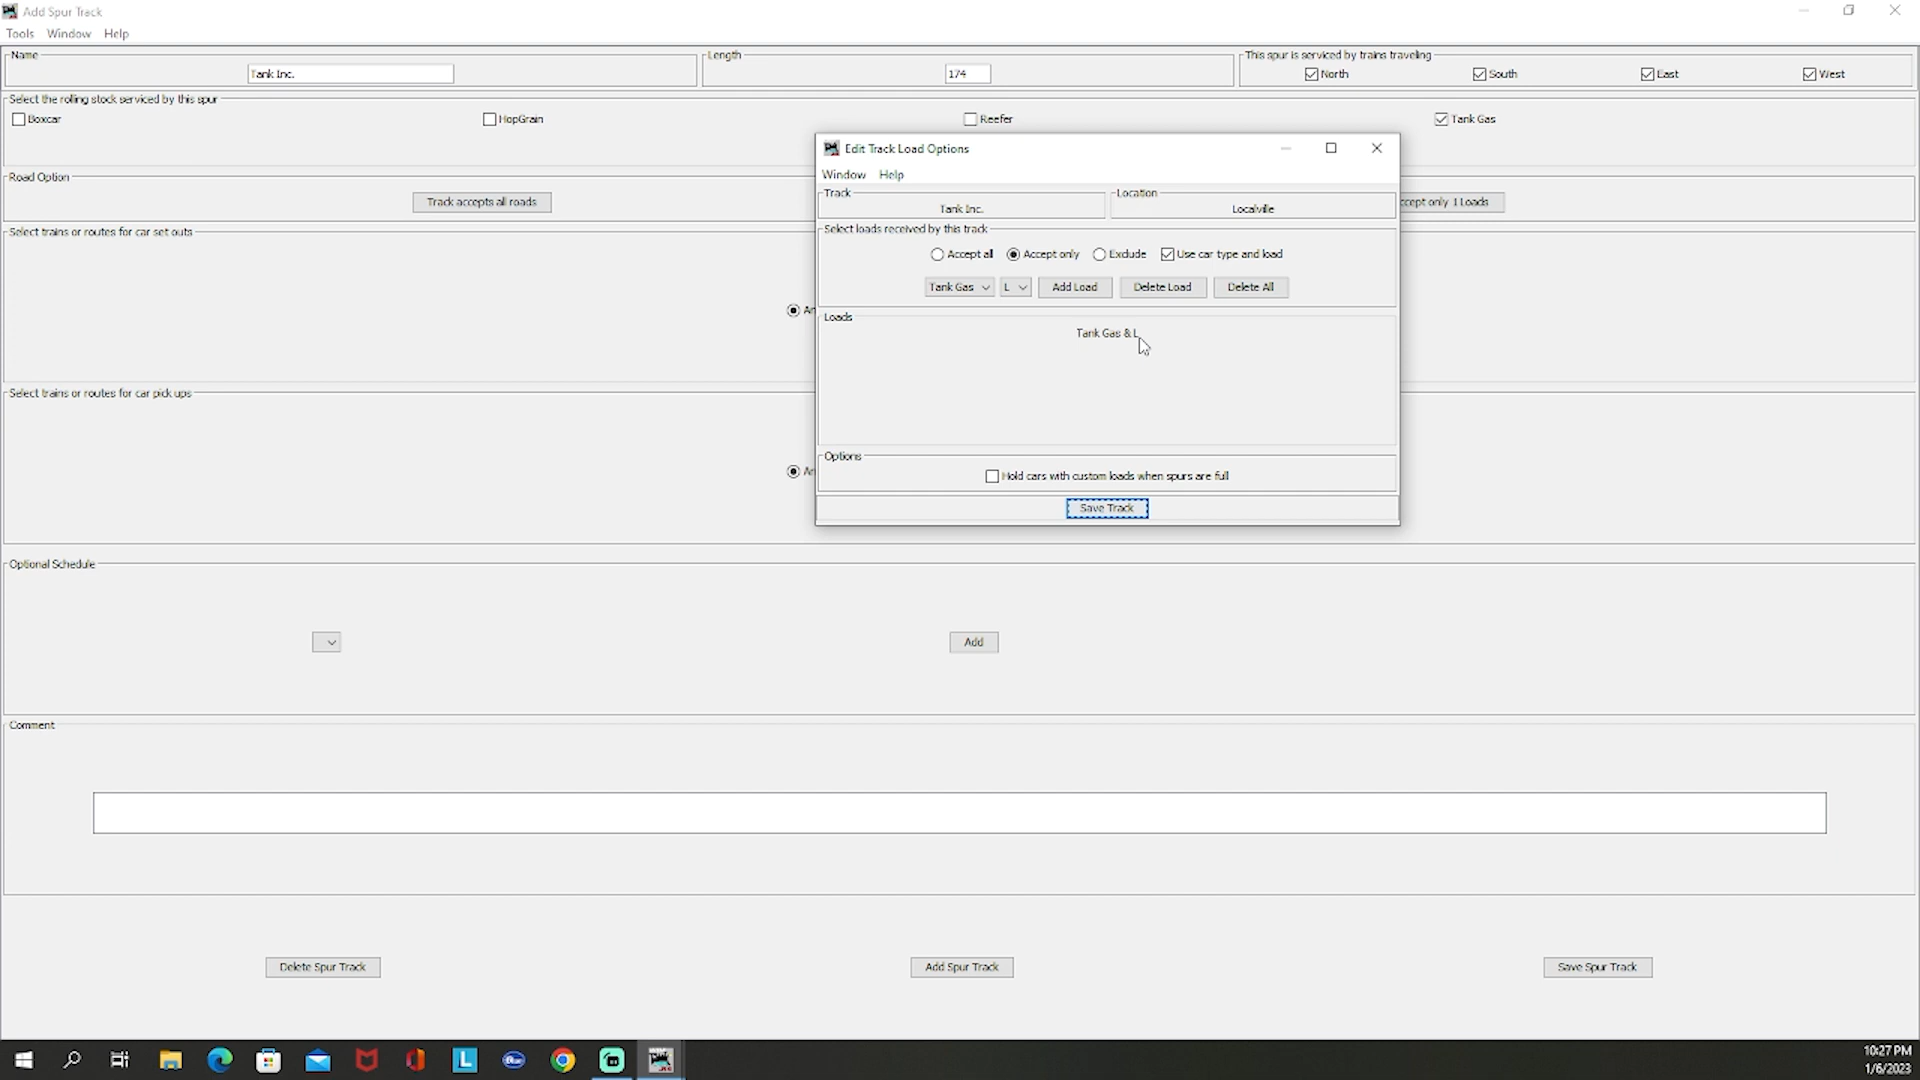 Add Spur Track
Tools Window Help
Name
Tank Inc.
Length
174
This spur is serviced by trains traveling
North South East West
Select the rolling stock serviced by this spur
Boxcar HopGrain Reefer Tank Gas
Road Option
Track accepts all roads
ccept only 1 Loads
Select trains or routes for car set outs
An
Select trains or routes for car pick ups
An
Edit Track Load Options
Window Help
Track
Tank Inc.
Location
Localville
Select loads received by this track
Accept all Accept only Exclude Use car type and load
Tank Gas L Add Load Delete Load Delete All
Loads
Tank Gas & L
Options
Hold cars with custom loads when spurs are full
Save Track
Optional Schedule
Add
Comment
Delete Spur Track Add Spur Track Save Spur Track
10:27 PM
1/6/2023